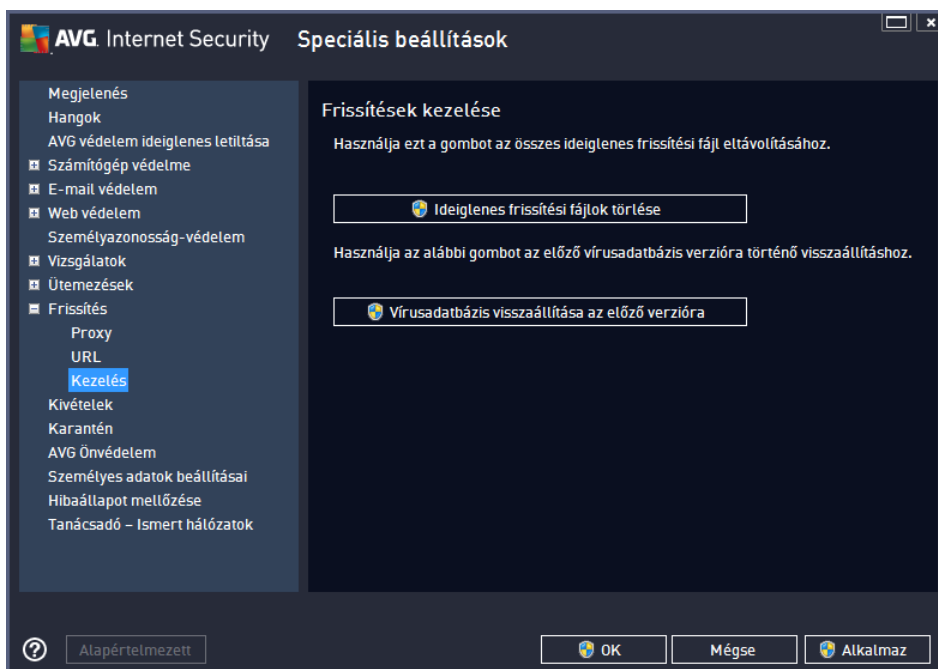 AVG. Internet Security
Speciális beállítások
Megjelenés
Hangok
AVG védelem ideiglenes letiltása
Számítógép védelme
E-mail védelem
Web védelem
Személyazonosság-védelem
Vizsgálatok
Ütemezések
Frissítés
Proxy
URL
Kezelés
Kivételek
Karantén
AVG Önvédelem
Személyes adatok beállításai
Hibaállapot mellőzése
Tanácsadó – Ismert hálózatok
Frissítések kezelése
Használja ezt a gombot az összes ideiglenes frissítési fájl eltávolításához.
Ideiglenes frissítési fájlok törlése
Használja az alábbi gombot az előző vírusadatbázis verzióra történő visszaállításhoz.
Vírusadatbázis visszaállítása az előző verzióra
Alapértelmezett
OK
Mégse
Alkalmaz